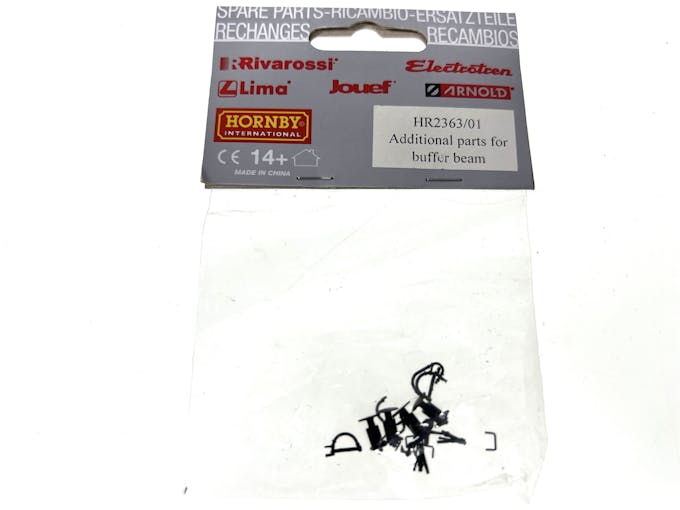 SPARE PARTS-RICAMBIO-ERSATZTEILE
RECHANGES RECAMBIOS
Rivarossi Electrotren
Lima Jouef ARNOLD
HORNBY
INTERNATIONAL
CE 14+
MADE IN CHINA
HR2363/01
Additional parts for
buffer beam